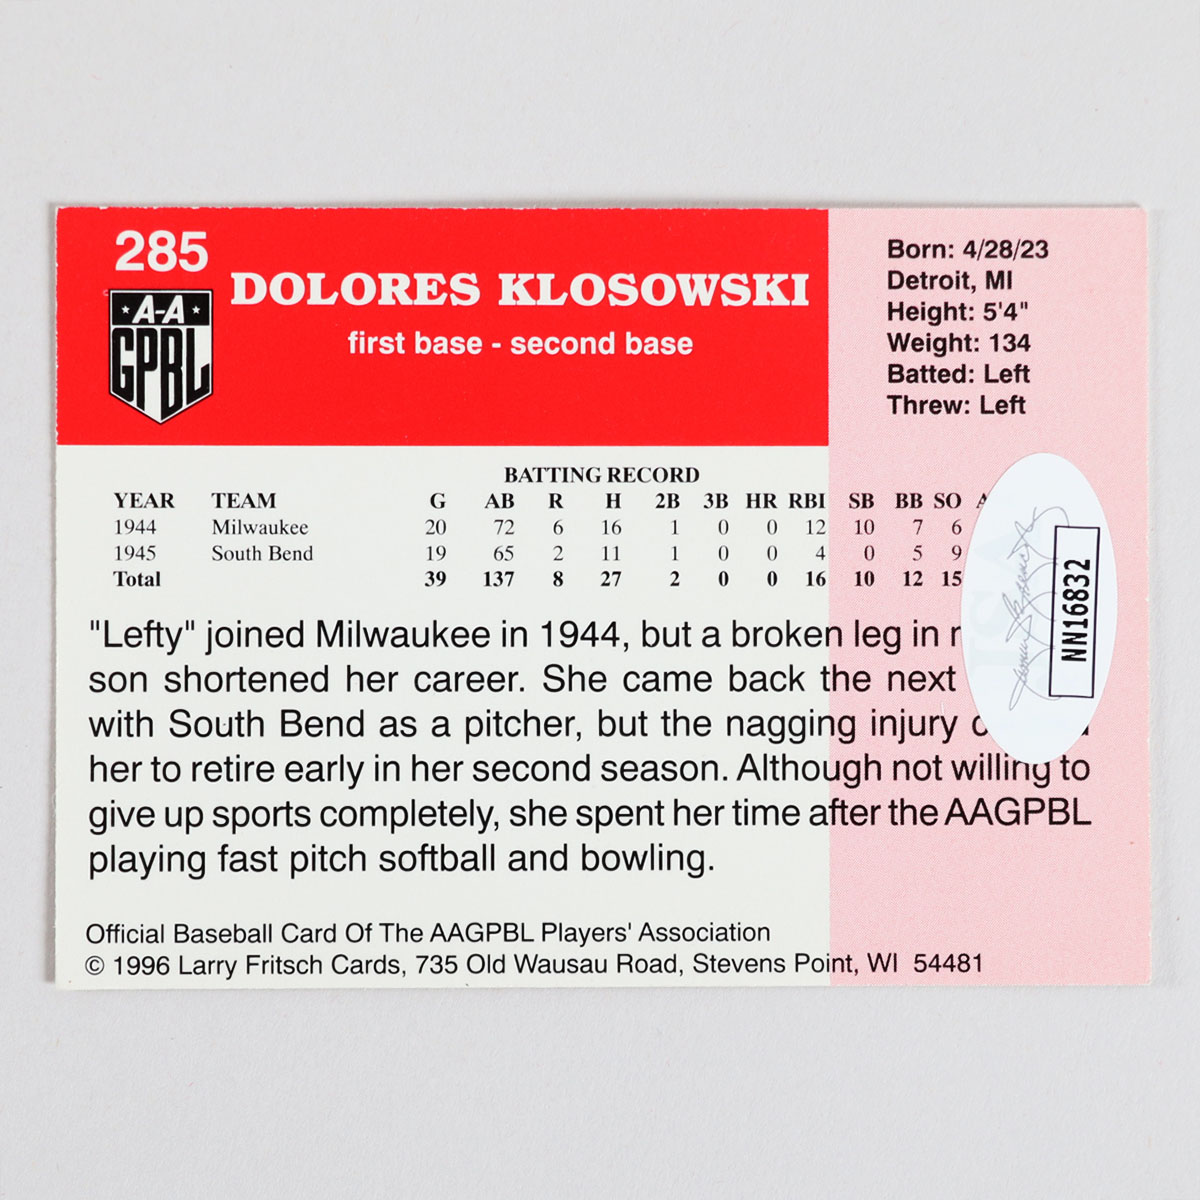 285
A-A
GPBL
DOLORES KLOSOWSKI
first base - second base
Born: 4/28/23
Detroit, MI
Height: 5'4"
Weight: 134
Batted: Left
Threw: Left
BATTING RECORD
YEAR TEAM G AB R H 2B 3B HR RBI SB BB SO
1944 Milwaukee 20 72 6 16 1 0 0 12 10 7 6
1945 South Bend 19 65 2 11 1 0 0 4 0 5 9
Total 39 137 8 27 2 0 0 16 10 12 15
"Lefty" joined Milwaukee in 1944, but a broken leg in
son shortened her career. She came back the next
with South Bend as a pitcher, but the nagging injury
her to retire early in her second season. Although not willing to
give up sports completely, she spent her time after the AAGPBL
playing fast pitch softball and bowling.
NN16832
Official Baseball Card Of The AAGPBL Players' Association
© 1996 Larry Fritsch Cards, 735 Old Wausau Road, Stevens Point, WI 54481